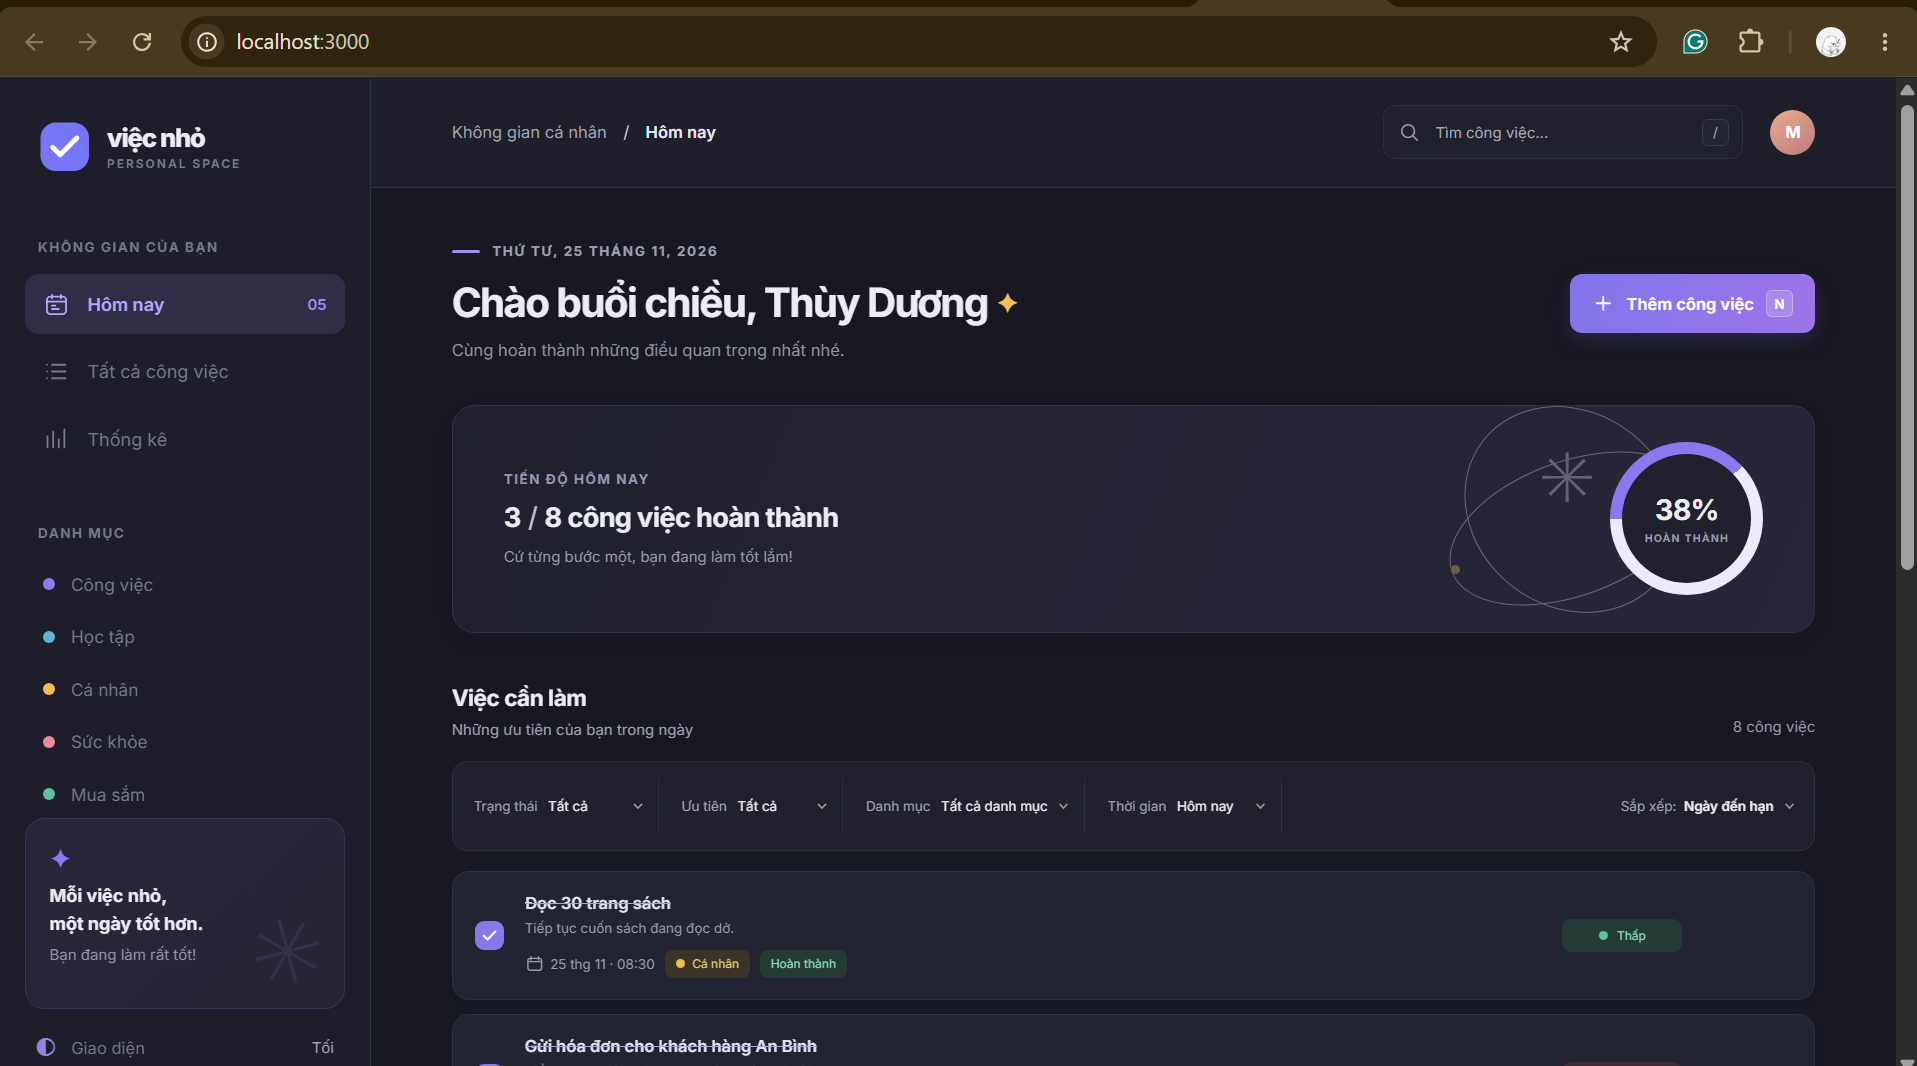 localhost:3000
việc nhỏ
PERSONAL SPACE
KHÔNG GIAN CỦA BẠN
Hôm nay 05
Tất cả công việc
Thống kê
DANH MỤC
Công việc
Học tập
Cá nhân
Sức khỏe
Mua sắm
Mỗi việc nhỏ,
một ngày tốt hơn.
Bạn đang làm rất tốt!
Giao diện Tối
Không gian cá nhân / Hôm nay
Tìm công việc... /
M
THỨ TƯ, 25 THÁNG 11, 2026
Chào buổi chiều, Thùy Dương
Cùng hoàn thành những điều quan trọng nhất nhé.
Thêm công việc N
TIẾN ĐỘ HÔM NAY
3 / 8 công việc hoàn thành
Cứ từng bước một, bạn đang làm tốt lắm!
38%
HOÀN THÀNH
Việc cần làm
Những ưu tiên của bạn trong ngày
8 công việc
Trạng thái Tất cả Ưu tiên Tất cả Danh mục Tất cả danh mục Thời gian Hôm nay Sắp xếp: Ngày đến hạn
Đọc 30 trang sách
Tiếp tục cuốn sách đang đọc dở.
25 thg 11 · 08:30 Cá nhân Hoàn thành
Thấp
Gửi hóa đơn cho khách hàng An Bình